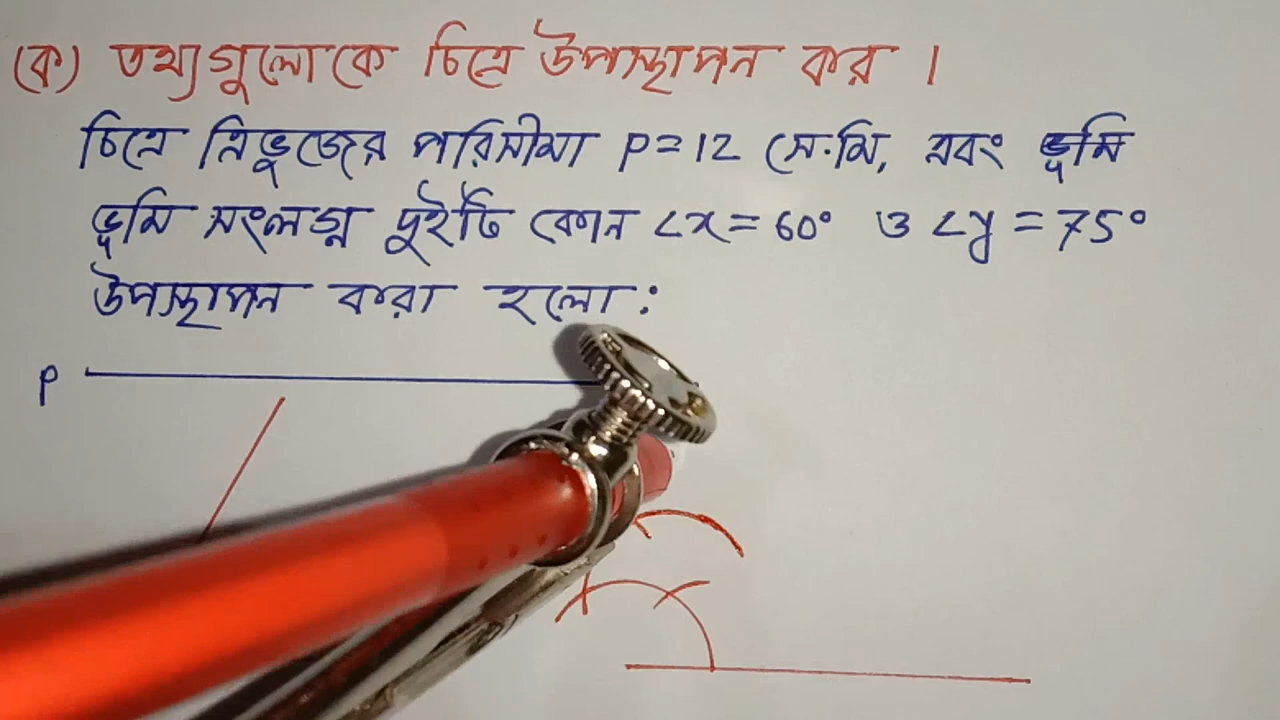 (ক) তথ্যগুলোকে চিত্রে উপস্থাপন কর ।
চিত্রে ত্রিভুজের পরিসীমা P=12 সে.মি, এবং
ভূমি সংলগ্ন দুইটি কোন ∠x=60° ও ∠y=75°
উপস্থাপন করা হলো:
P